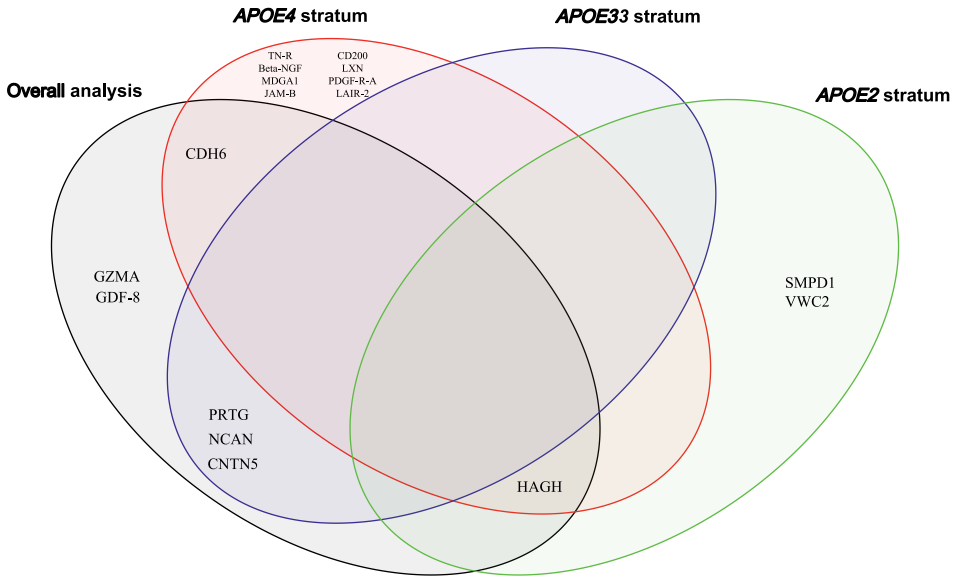 APOE4 stratum
APOE33 stratum
Overall analysis
APOE2 stratum
TN-R
Beta-NGF
MDGA1
JAM-B
CD200
LXN
PDGF-R-A
LAIR-2
CDH6
GZMA
GDF-8
SMPD1
VWC2
PRTG
NCAN
CNTN5
HAGH